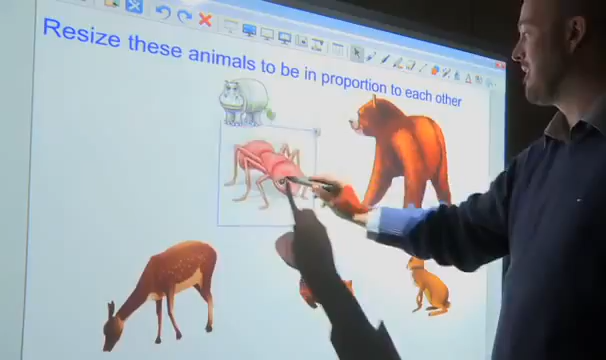 Resize these animals to be in proportion to each other